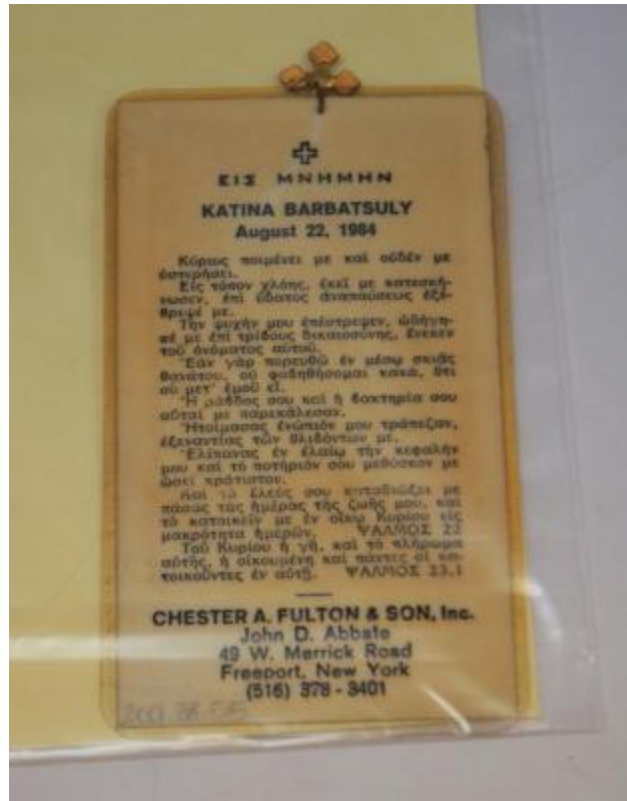 ΕΙΣ ΜΝΗΜΗΝ
KATINA BARBATSULY
August 22, 1984
Κύριος ποιμένει με καὶ οὐδέν με
ὑστερήσει.
Εἰς τόπον χλόης, ἐκεῖ με κατεσκή-
νωσεν, ἐπὶ ὕδατος ἀναπαύσεως ἐξέ-
θρεψέ με.
Τὴν ψυχήν μου ἐπέστρεψεν, ὡδήγη-
σέ με ἐπὶ τρίβους δικαιοσύνης, ἕνεκεν
τοῦ ὀνόματος αὐτοῦ.
Ἐὰν γὰρ πορευθῶ ἐν μέσῳ σκιᾶς
θανάτου, οὐ φοβηθήσομαι κακά, ὅτι
σὺ μετ' ἐμοῦ εἶ.
Ἡ ράβδος σου καὶ ἡ βακτηρία σου
αὗταί με παρεκάλεσαν.
Ἡτοίμασας ἐνώπιόν μου τράπεζαν,
ἐξεναντίας τῶν θλιβόντων με.
Ἐλίπανας ἐν ἐλαίῳ τὴν κεφαλήν
μου καὶ τὸ ποτήριόν σου μεθύσκον με
ὡσεὶ κράτιστον.
Καὶ τὸ ἔλεός σου καταδιώξει με
πάσας τὰς ἡμέρας τῆς ζωῆς μου, καὶ
τὸ κατοικεῖν με ἐν οἴκῳ Κυρίου εἰς
μακρότητα ἡμερῶν. ΨΑΛΜΟΣ 22
Τοῦ Κυρίου ἡ γῆ, καὶ τὸ πλήρωμα
αὐτῆς, ἡ οἰκουμένη καὶ πάντες οἱ κα-
τοικοῦντες ἐν αὐτῇ. ΨΑΛΜΟΣ 23.1
CHESTER A. FULTON & SON, Inc.
John D. Abbate
49 W. Merrick Road
Freeport, New York
(516) 378 - 3401